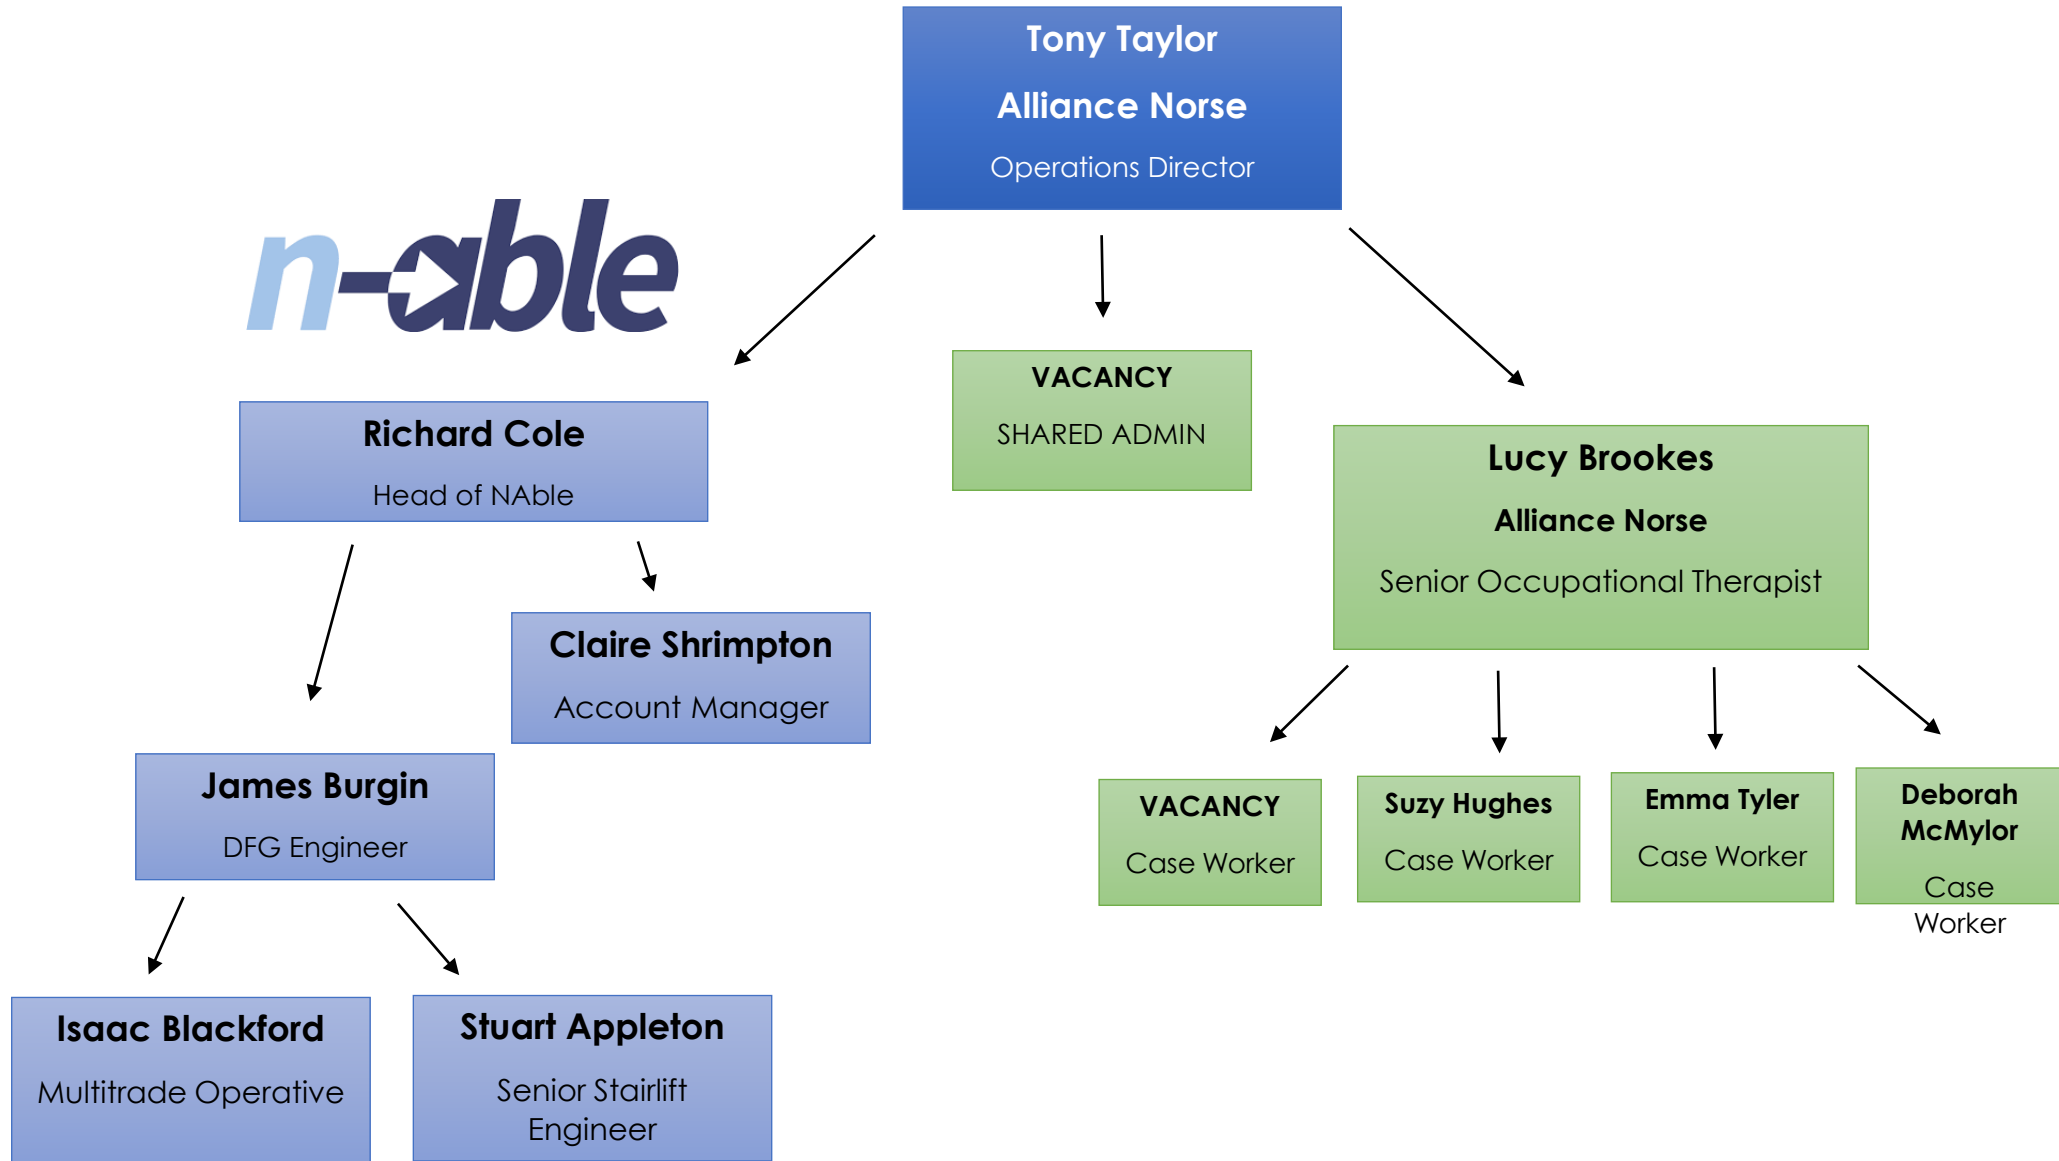 Tony Taylor
Alliance Norse
Operations Director
n-able
Richard Cole
Head of NAble
VACANCY
SHARED ADMIN
Lucy Brookes
Alliance Norse
Senior Occupational Therapist
Claire Shrimpton
Account Manager
James Burgin
DFG Engineer
VACANCY
Case Worker
Suzy Hughes
Case Worker
Emma Tyler
Case Worker
Deborah
McMylor
Case
Worker
Isaac Blackford
Multitrade Operative
Stuart Appleton
Senior Stairlift
Engineer